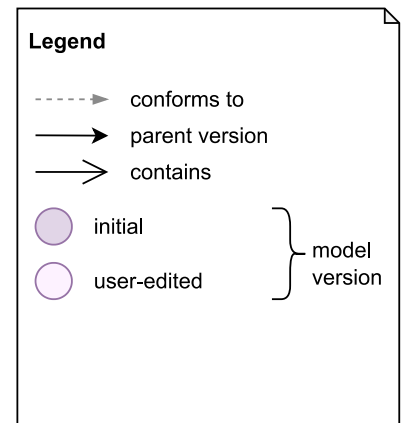 Legend
conforms to
parent version
contains
initial
user-edited
model
version